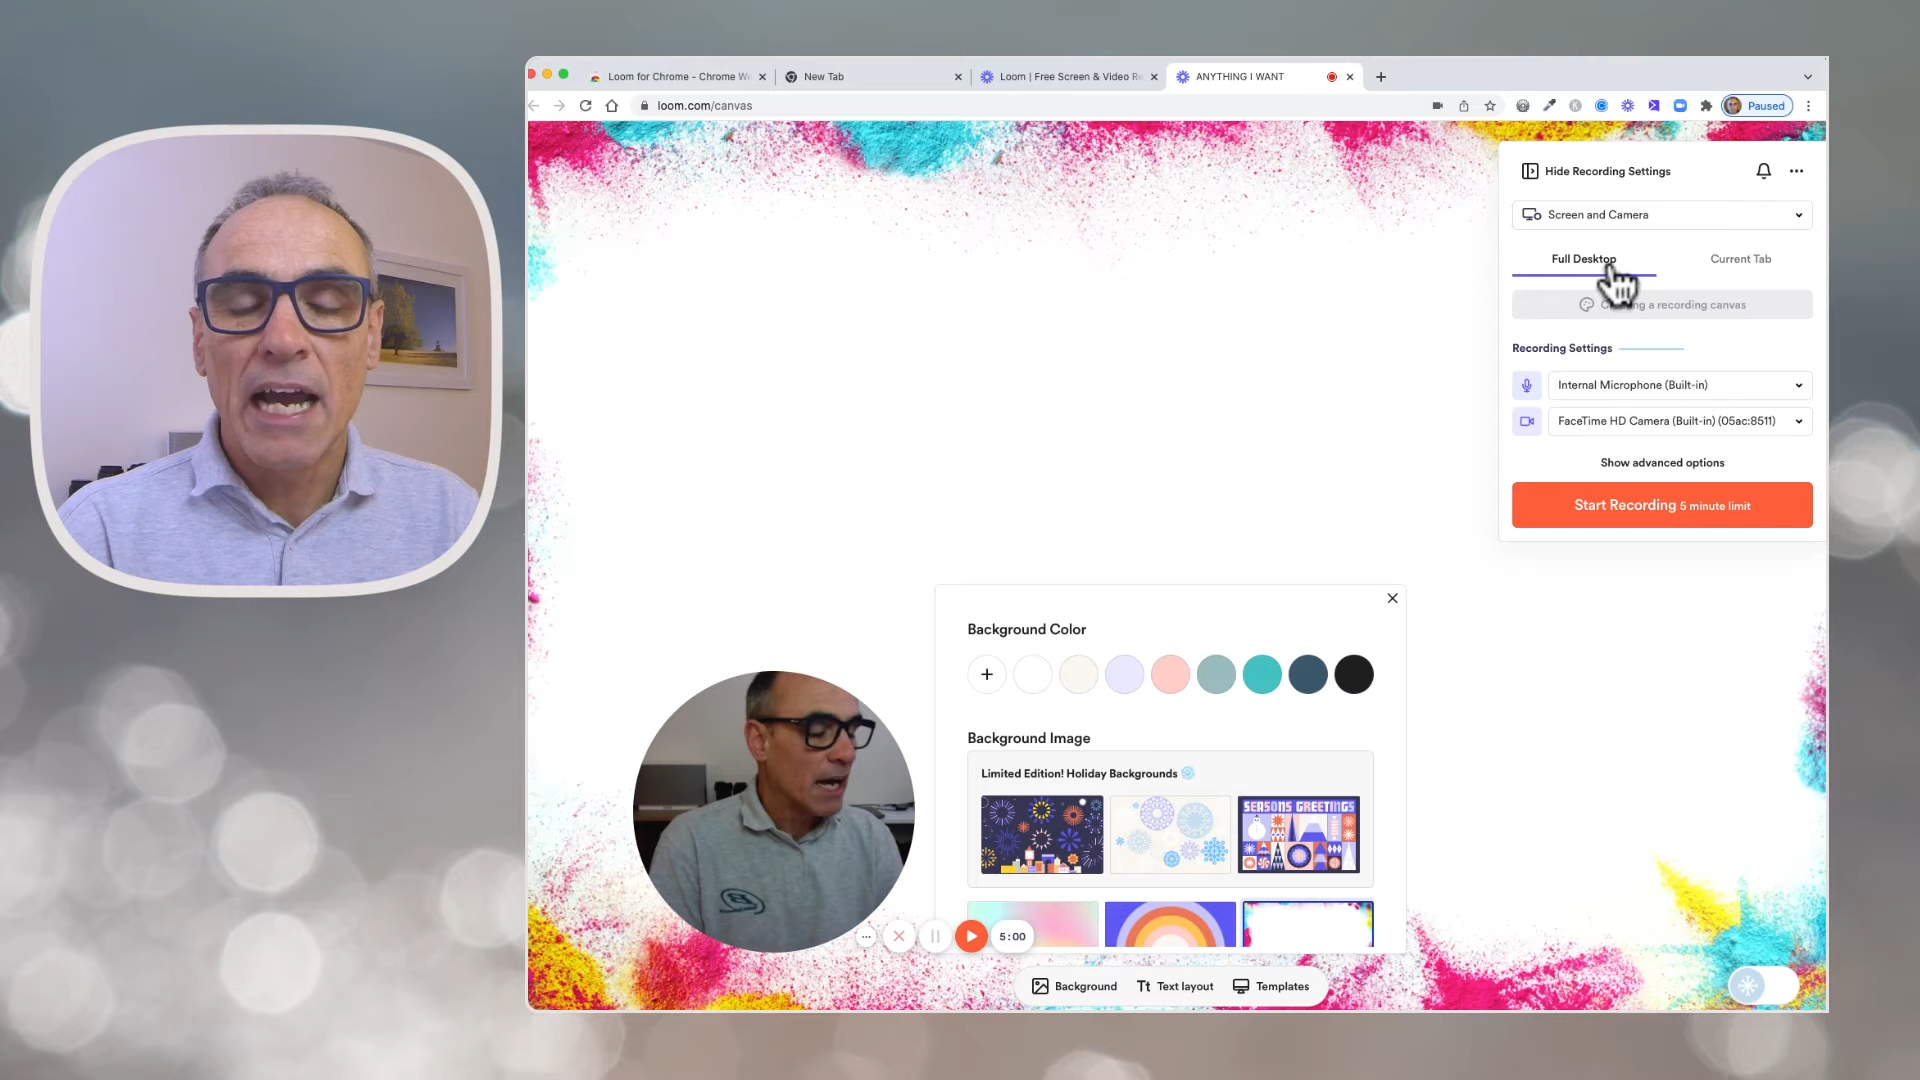 Loom for Chrome - Chrome We
New Tab
Loom | Free Screen & Video Re
ANYTHING I WANT
loom.com/canvas
Paused
Hide Recording Settings
Screen and Camera
Full Desktop
Current Tab
a recording canvas
Recording Settings
Internal Microphone (Built-in)
FaceTime HD Camera (Built-in) (05ac:8511)
Show advanced options
Start Recording 5 minute limit
Background Color
Background Image
Limited Edition! Holiday Backgrounds
SEASONS GREETINGS
5:00
Background
Tt Text layout
Templates